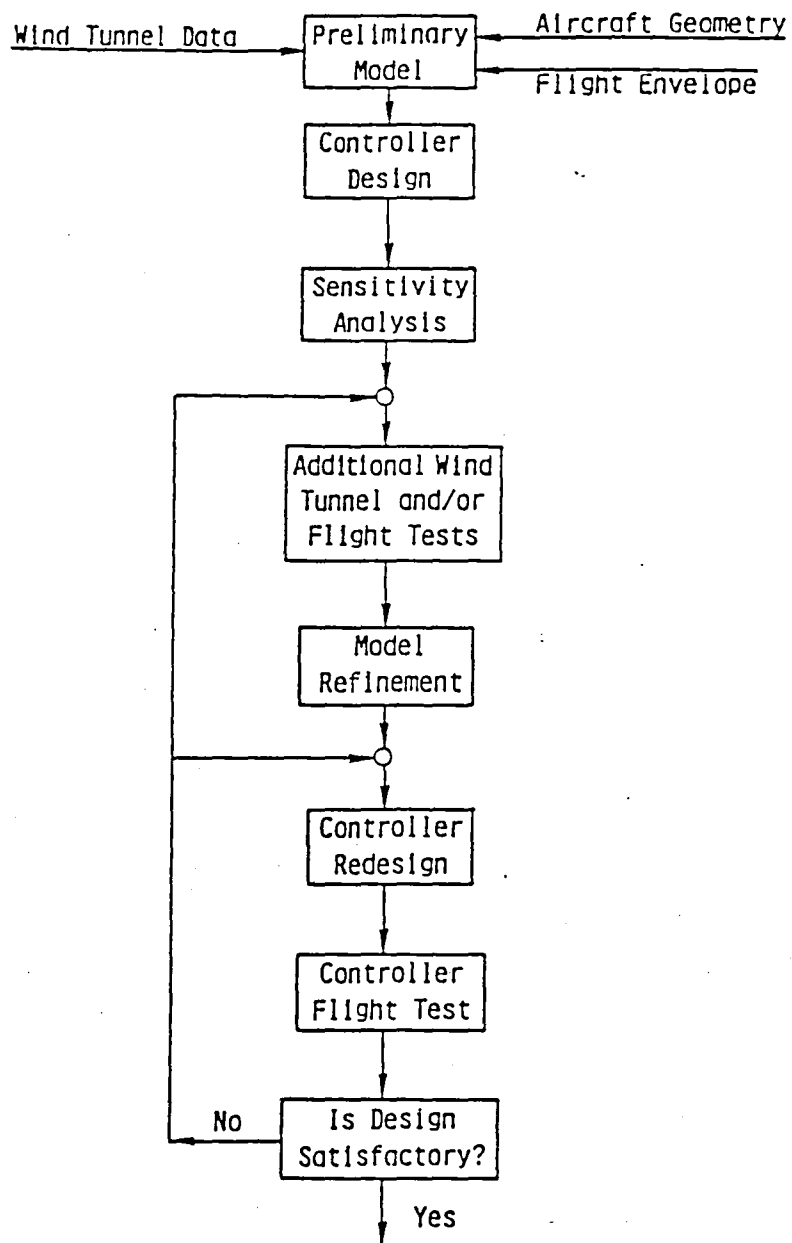 Wind Tunnel Data
Preliminary
Model
Aircraft Geometry
Flight Envelope
Controller
Design
Sensitivity
Analysis
Additional Wind
Tunnel and/or
Flight Tests
Model
Refinement
Controller
Redesign
Controller
Flight Test
No
Is Design
Satisfactory?
Yes